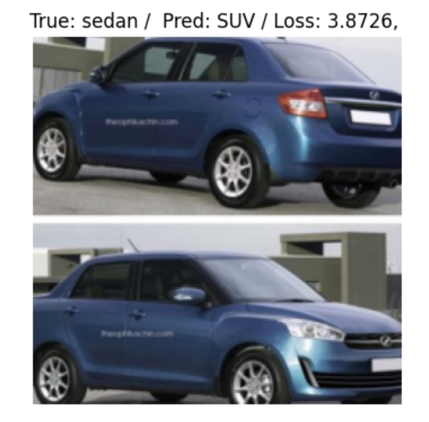 True: sedan /  Pred: SUV / Loss: 3.8726,
theophiluschin.com
theophiluschin.com